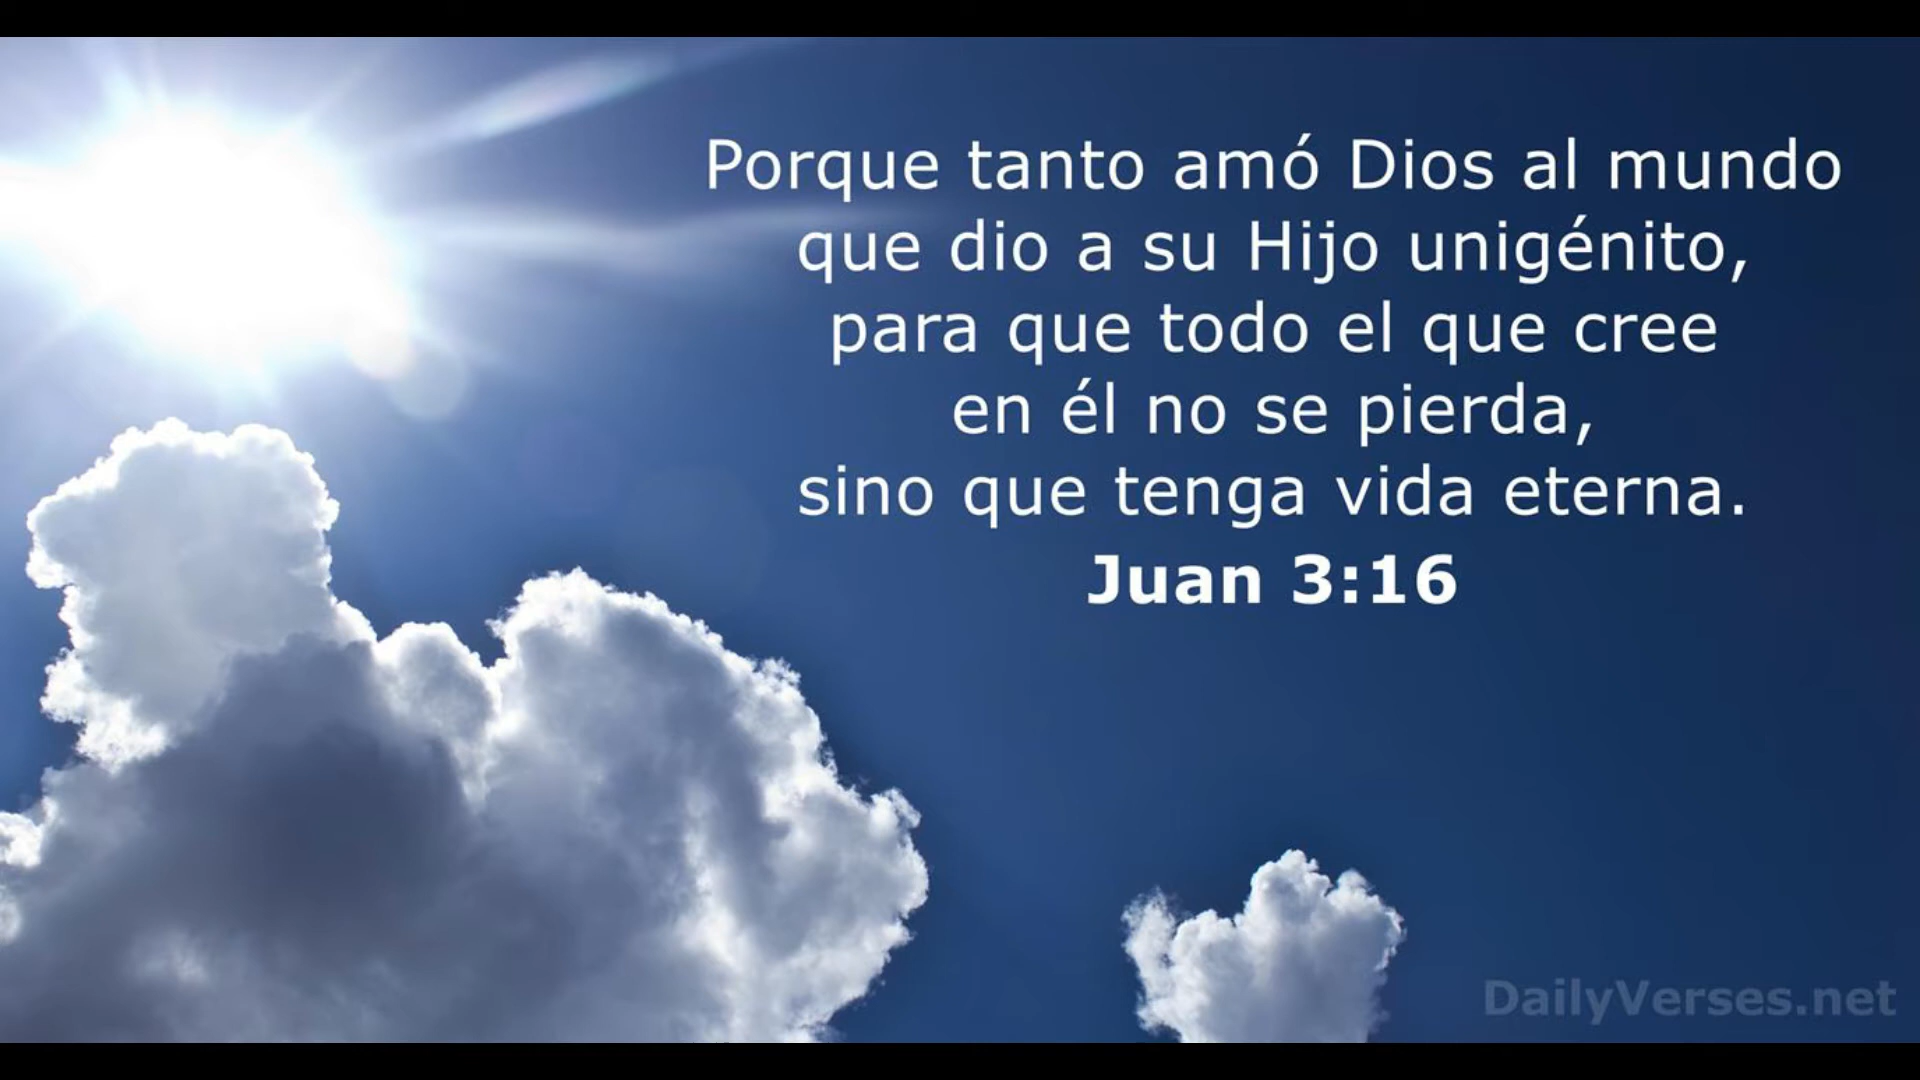 Porque tanto amó Dios al mundo
que dio a su Hijo unigénito,
para que todo el que cree
en él no se pierda,
sino que tenga vida eterna.
Juan 3:16
DailyVerses.net